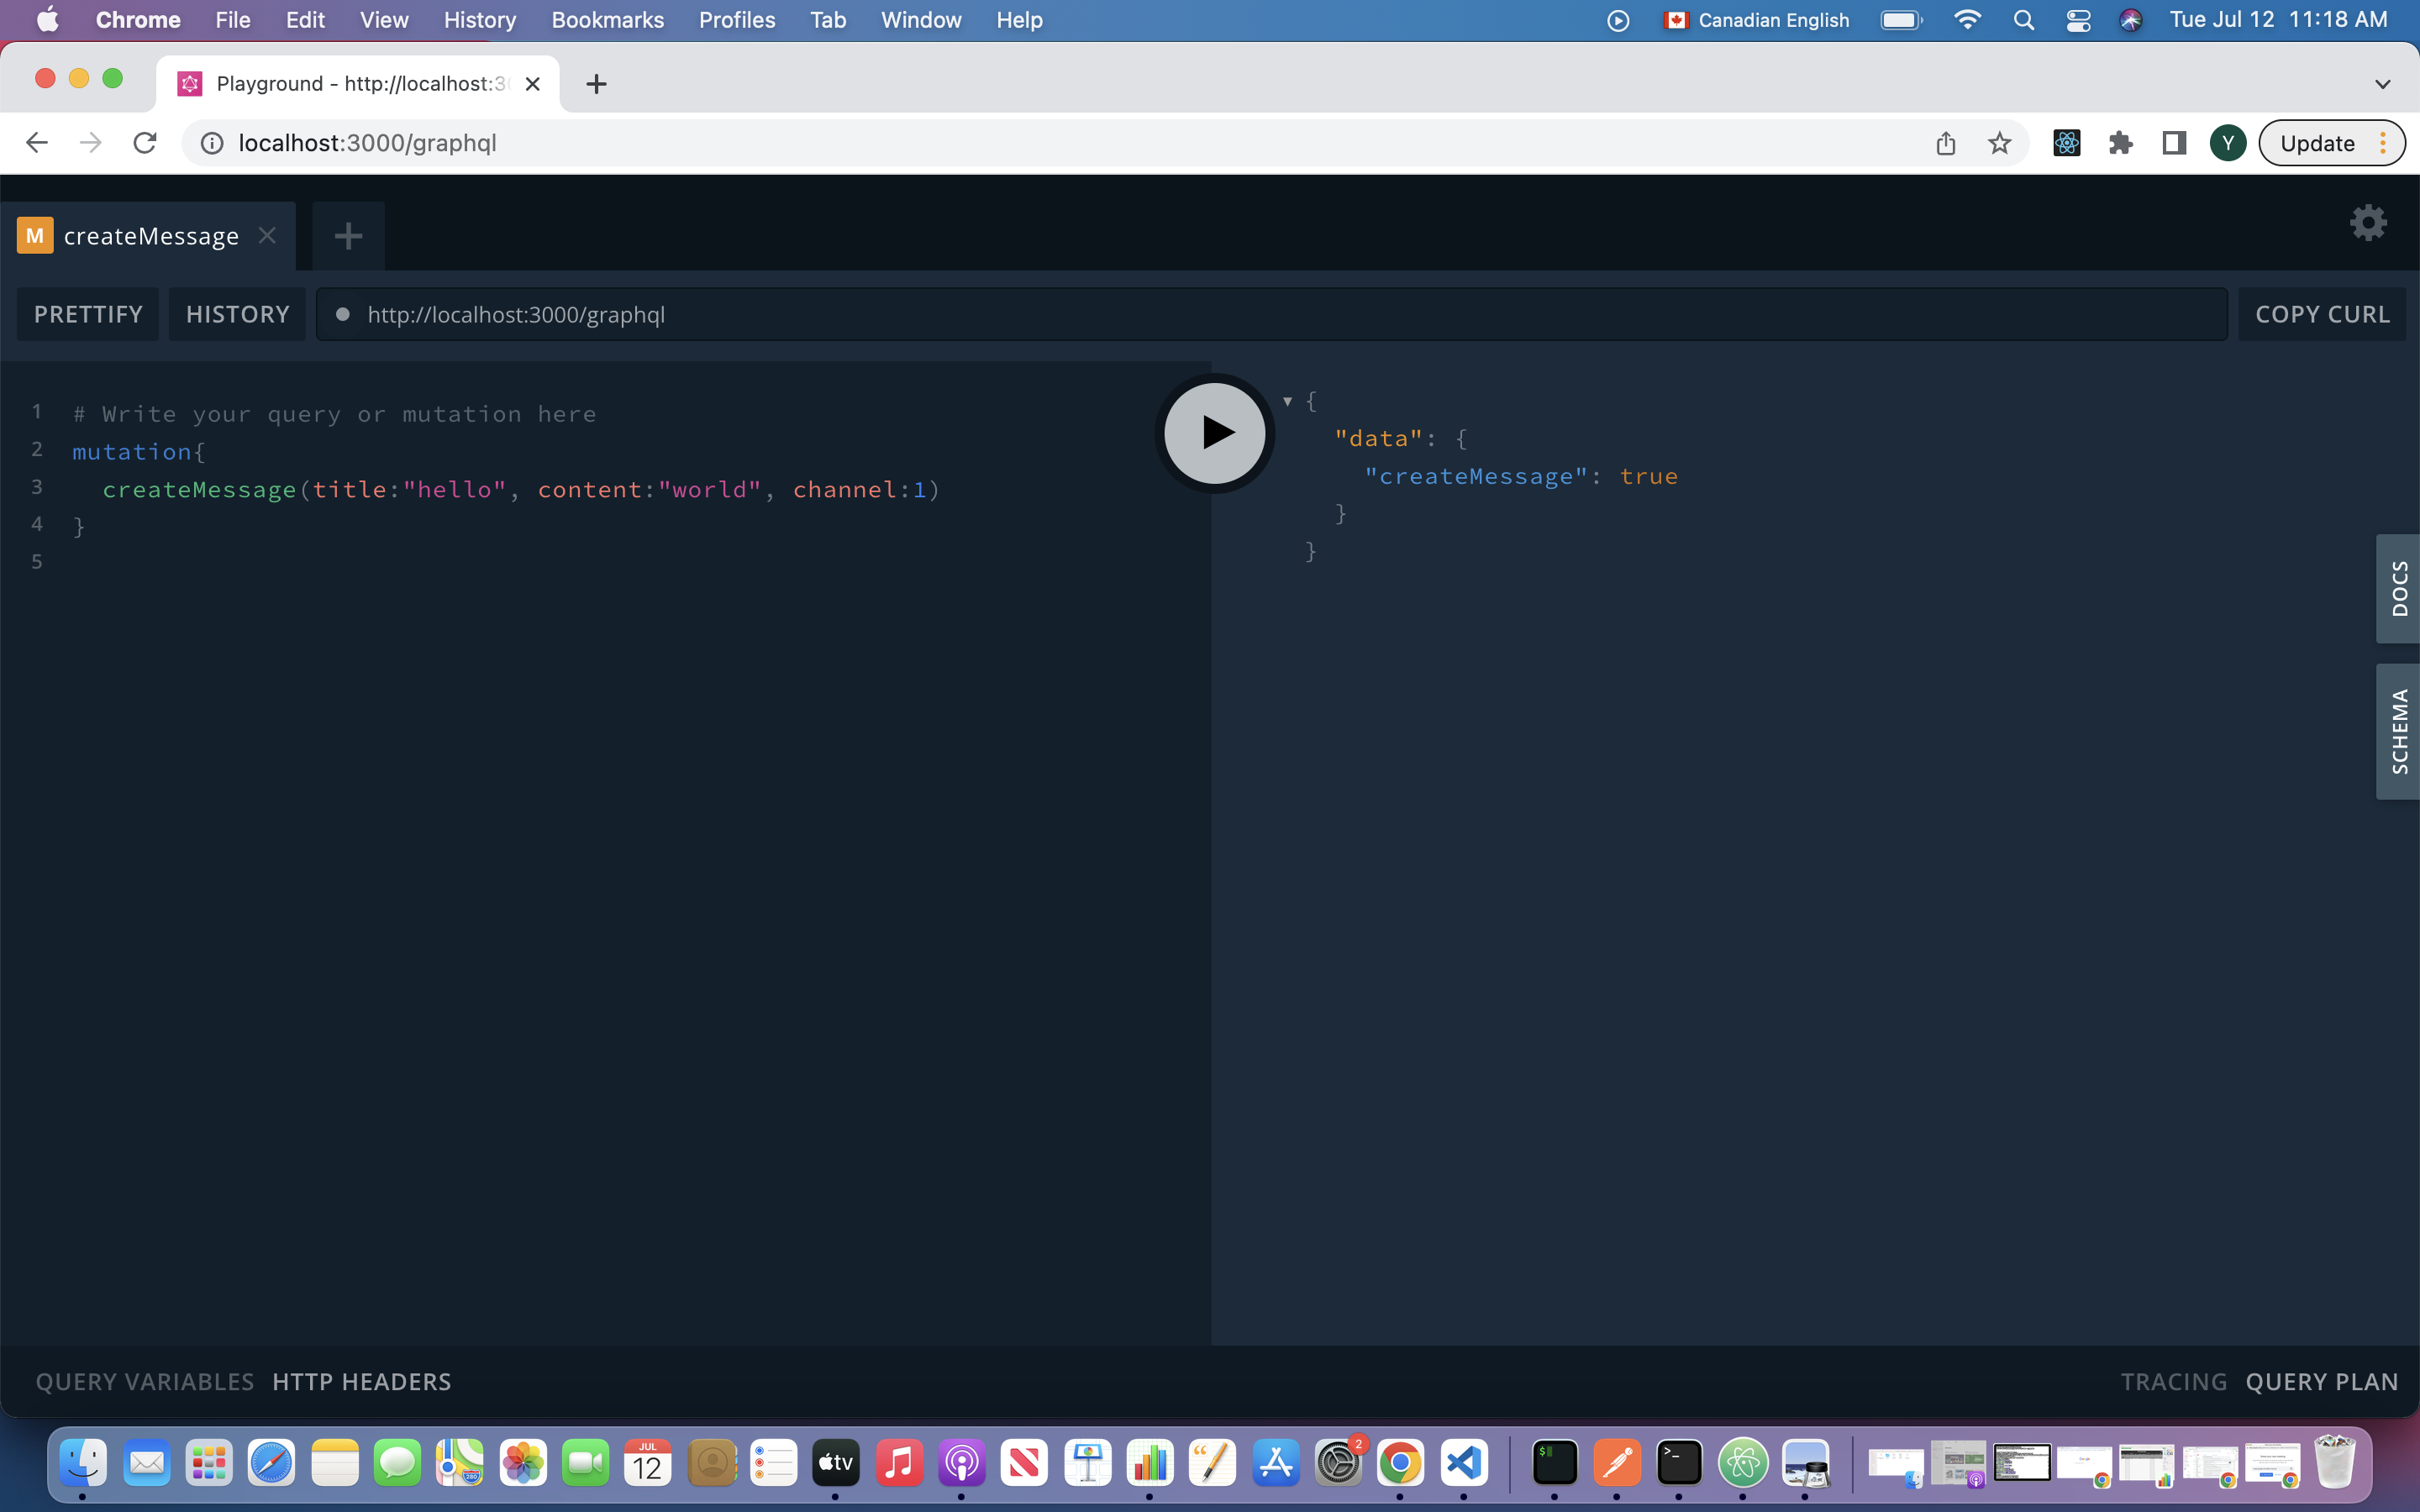 Chrome File Edit View History Bookmarks Profiles Tab Window Help Canadian English Tue Jul 12 11:18 AM
Playground - http://localhost:30
localhost:3000/graphql Y Update
M createMessage
PRETTIFY HISTORY http://localhost:3000/graphql COPY CURL
1 # Write your query or mutation here
2 mutation{
3 createMessage(title:"hello", content:"world", channel:1)
4 }
5
{
"data": {
"createMessage": true
}
}
DOCS
SCHEMA
QUERY VARIABLES HTTP HEADERS TRACING QUERY PLAN
280
JUL
12
tv
2
$
>_